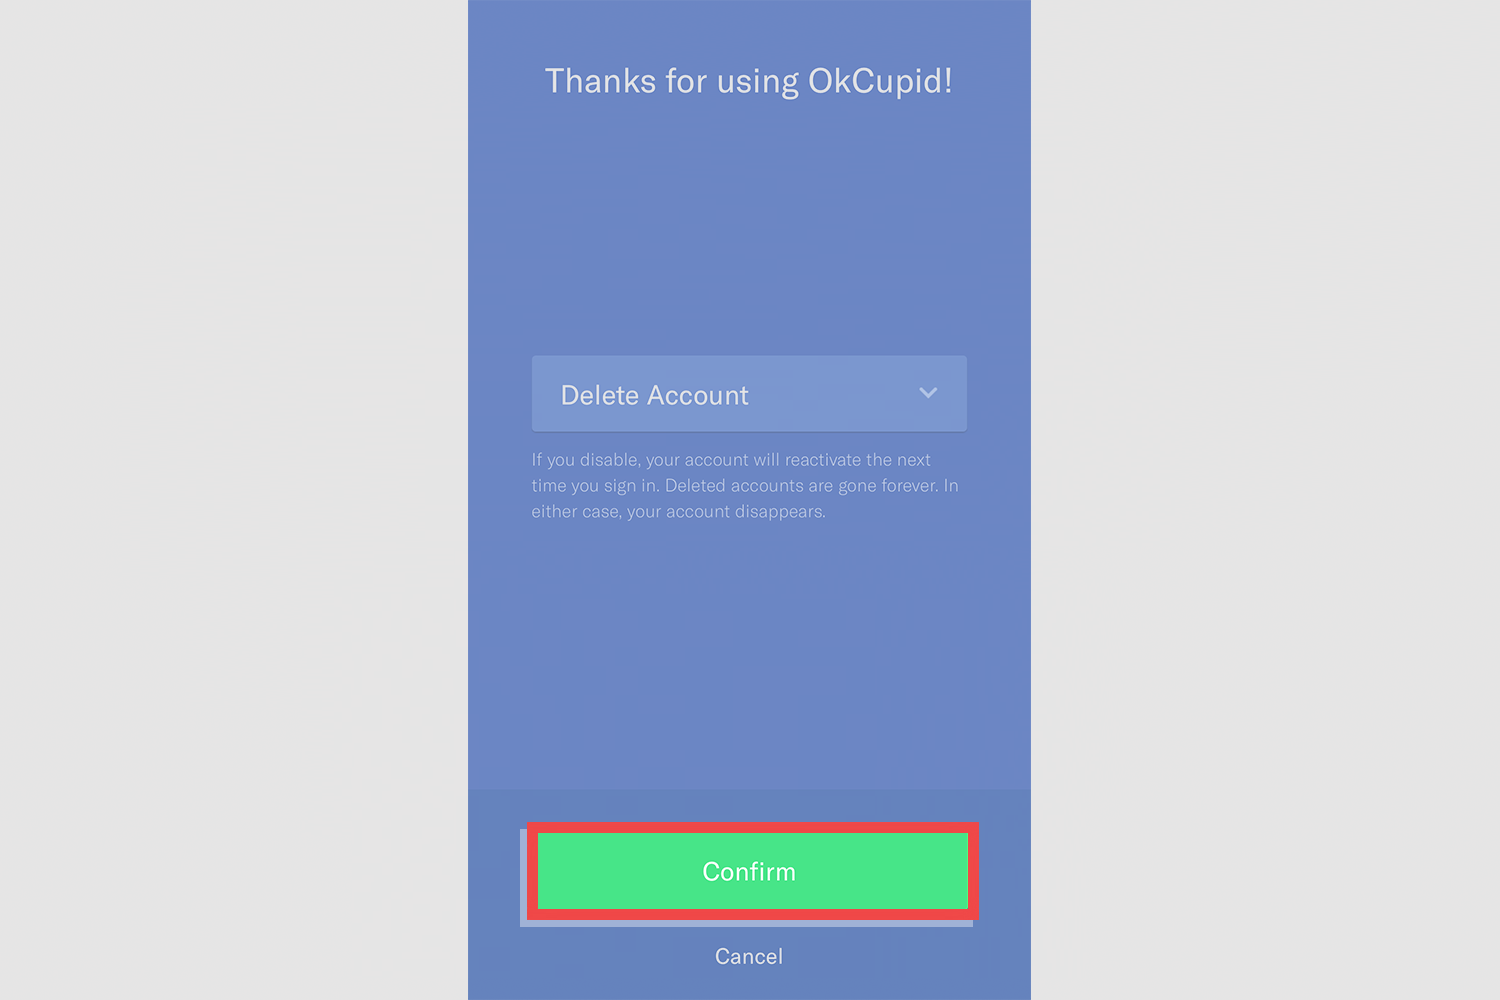 Thanks for using OkCupid!
Delete Account
If you disable, your account will reactivate the next
time you sign in. Deleted accounts are gone forever. In
either case, your account disappears.
Confirm
Cancel